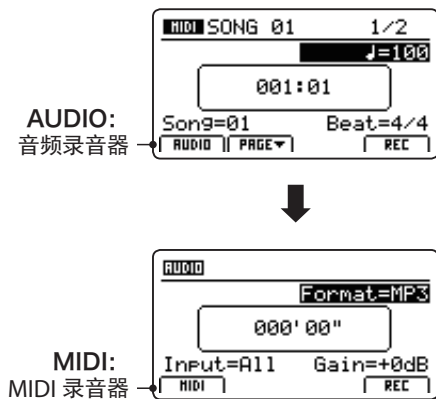 MIDI SONG 01 1/2
♩=100
001:01
AUDIO:
音频录音器
Song=01 Beat=4/4
AUDIO PAGE▼ REC
AUDIO
Format=MP3
000'00"
MIDI:
MIDI 录音器
Input=All Gain=+0dB
MIDI REC